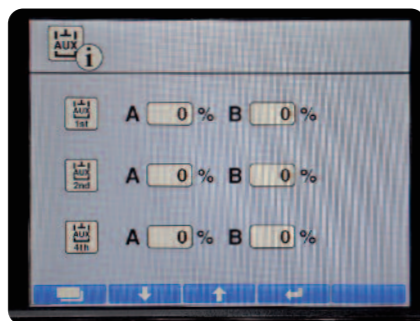 AUX i
AUX 1st A 0 % B 0 %
AUX 2nd A 0 % B 0 %
AUX 4th A 0 % B 0 %